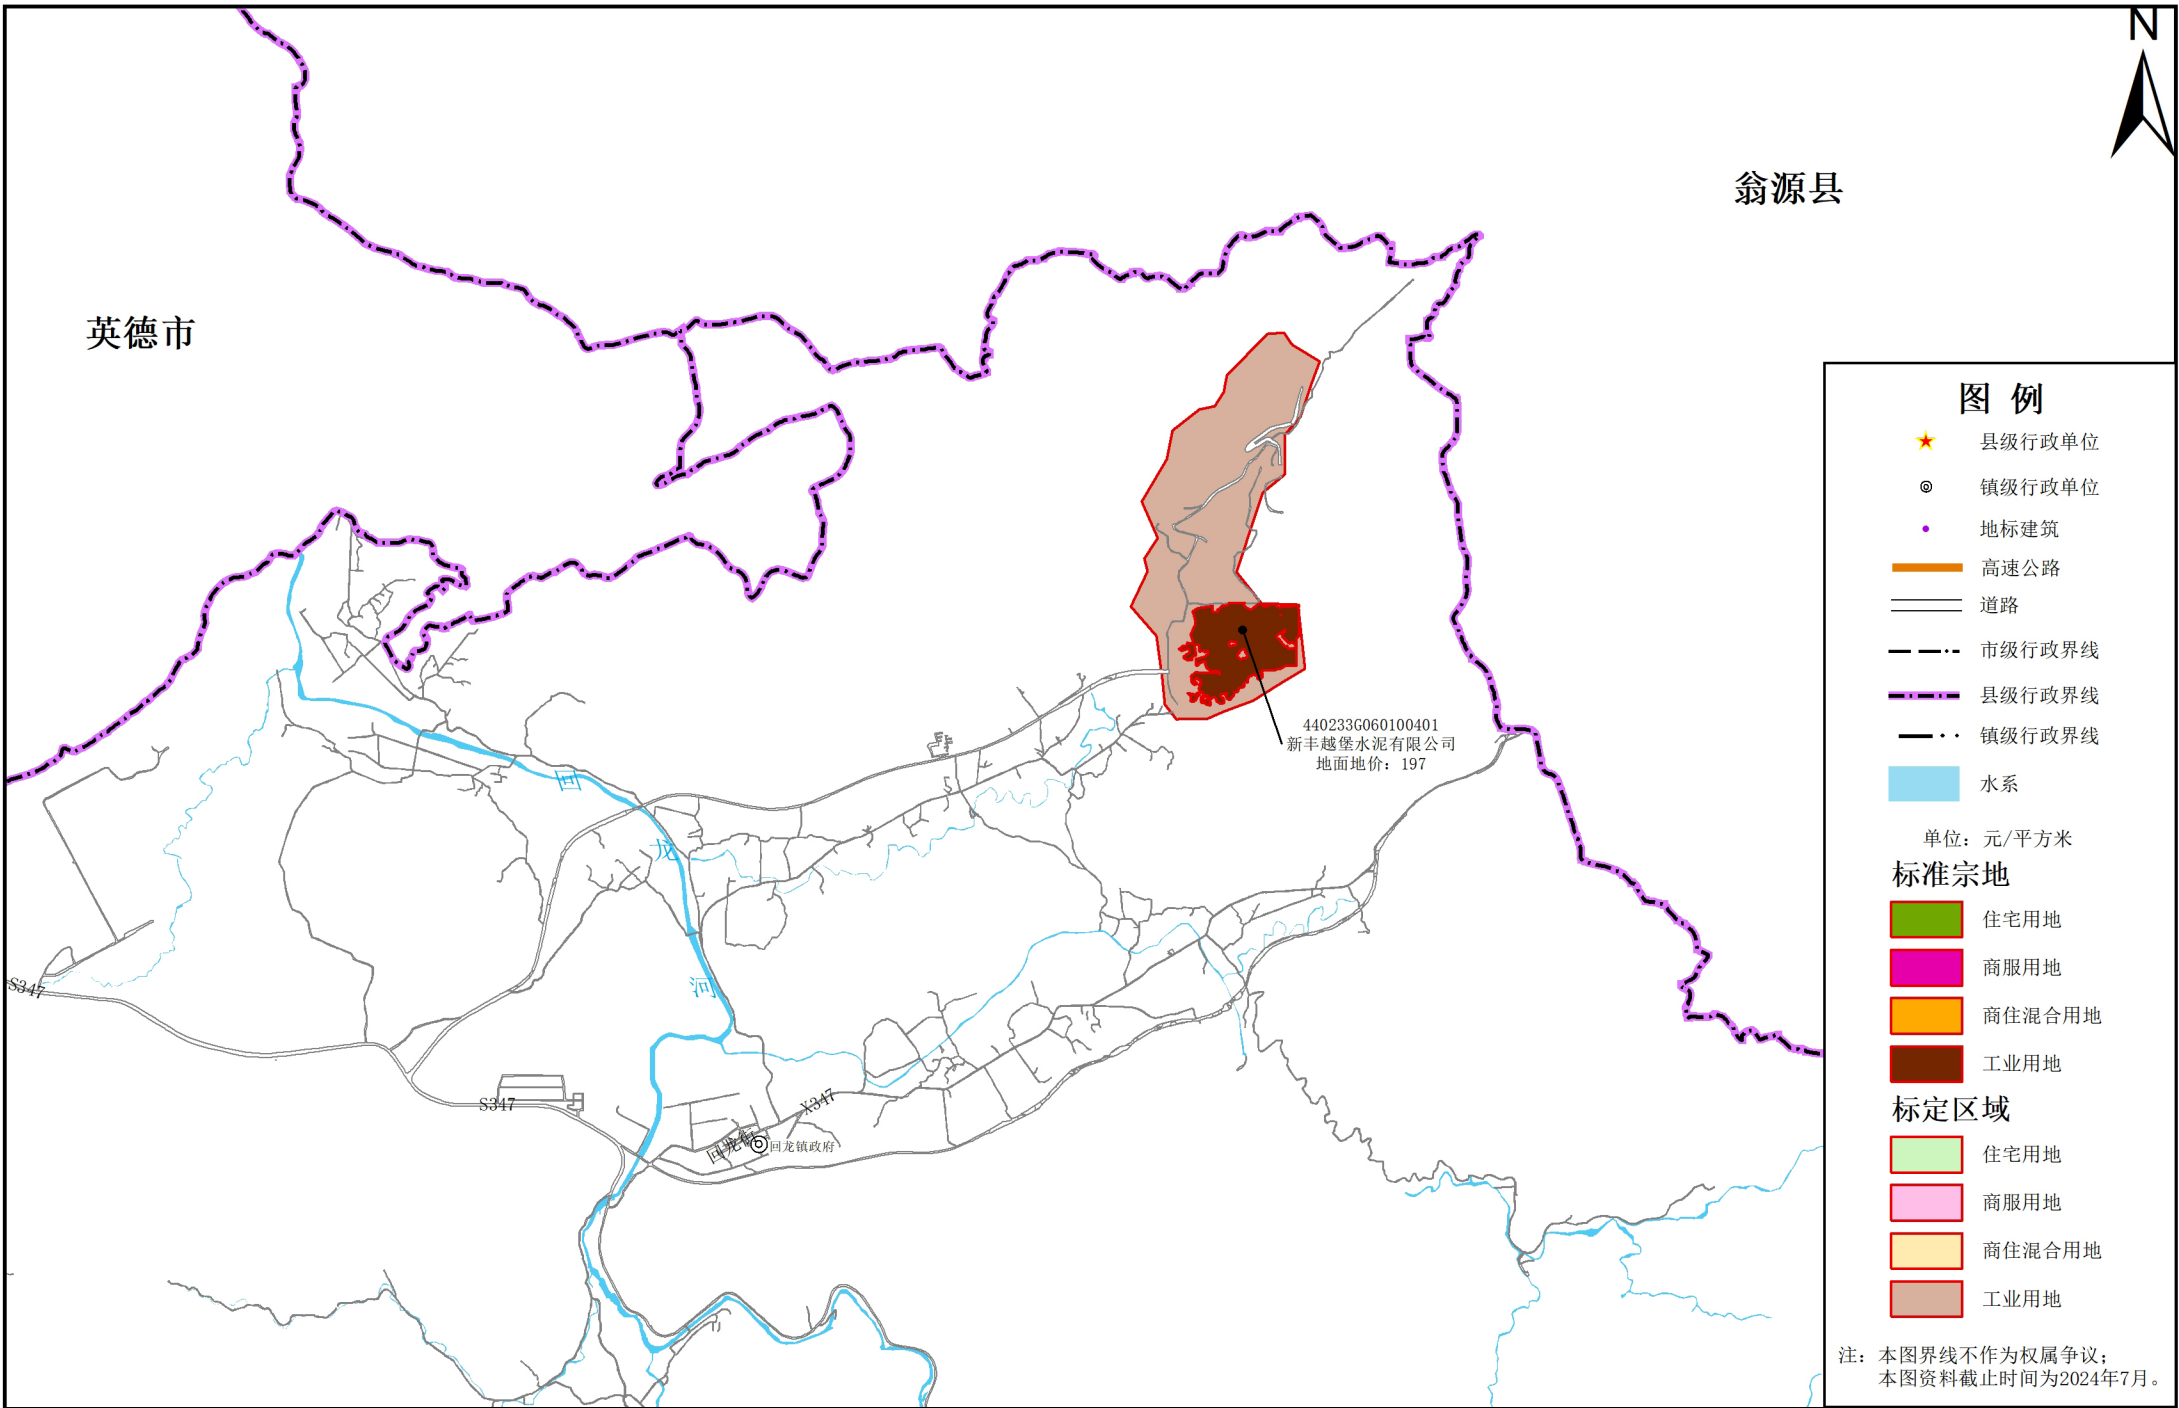 N
翁源县
英德市
440233G060100401
新丰越堡水泥有限公司
地面地价：197
回
龙
河
S347
S347
X347
回龙街
回龙镇政府
图 例
县级行政单位
镇级行政单位
地标建筑
高速公路
道路
市级行政界线
县级行政界线
镇级行政界线
水系
单位：元/平方米
标准宗地
住宅用地
商服用地
商住混合用地
工业用地
标定区域
住宅用地
商服用地
商住混合用地
工业用地
注：本图界线不作为权属争议；
本图资料截止时间为2024年7月。